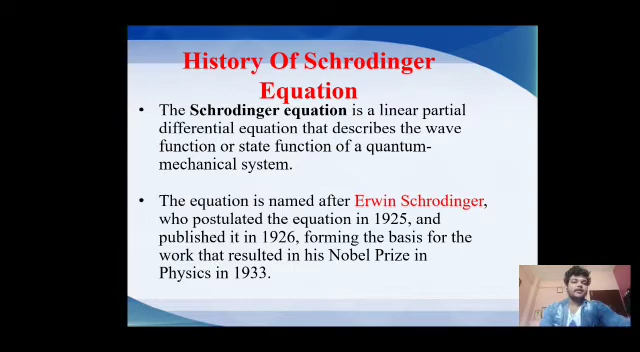 History Of Schrodinger
Equation
• The Schrodinger equation is a linear partial
differential equation that describes the wave
function or state function of a quantum-
mechanical system.
• The equation is named after Erwin Schrodinger,
who postulated the equation in 1925, and
published it in 1926, forming the basis for the
work that resulted in his Nobel Prize in
Physics in 1933.